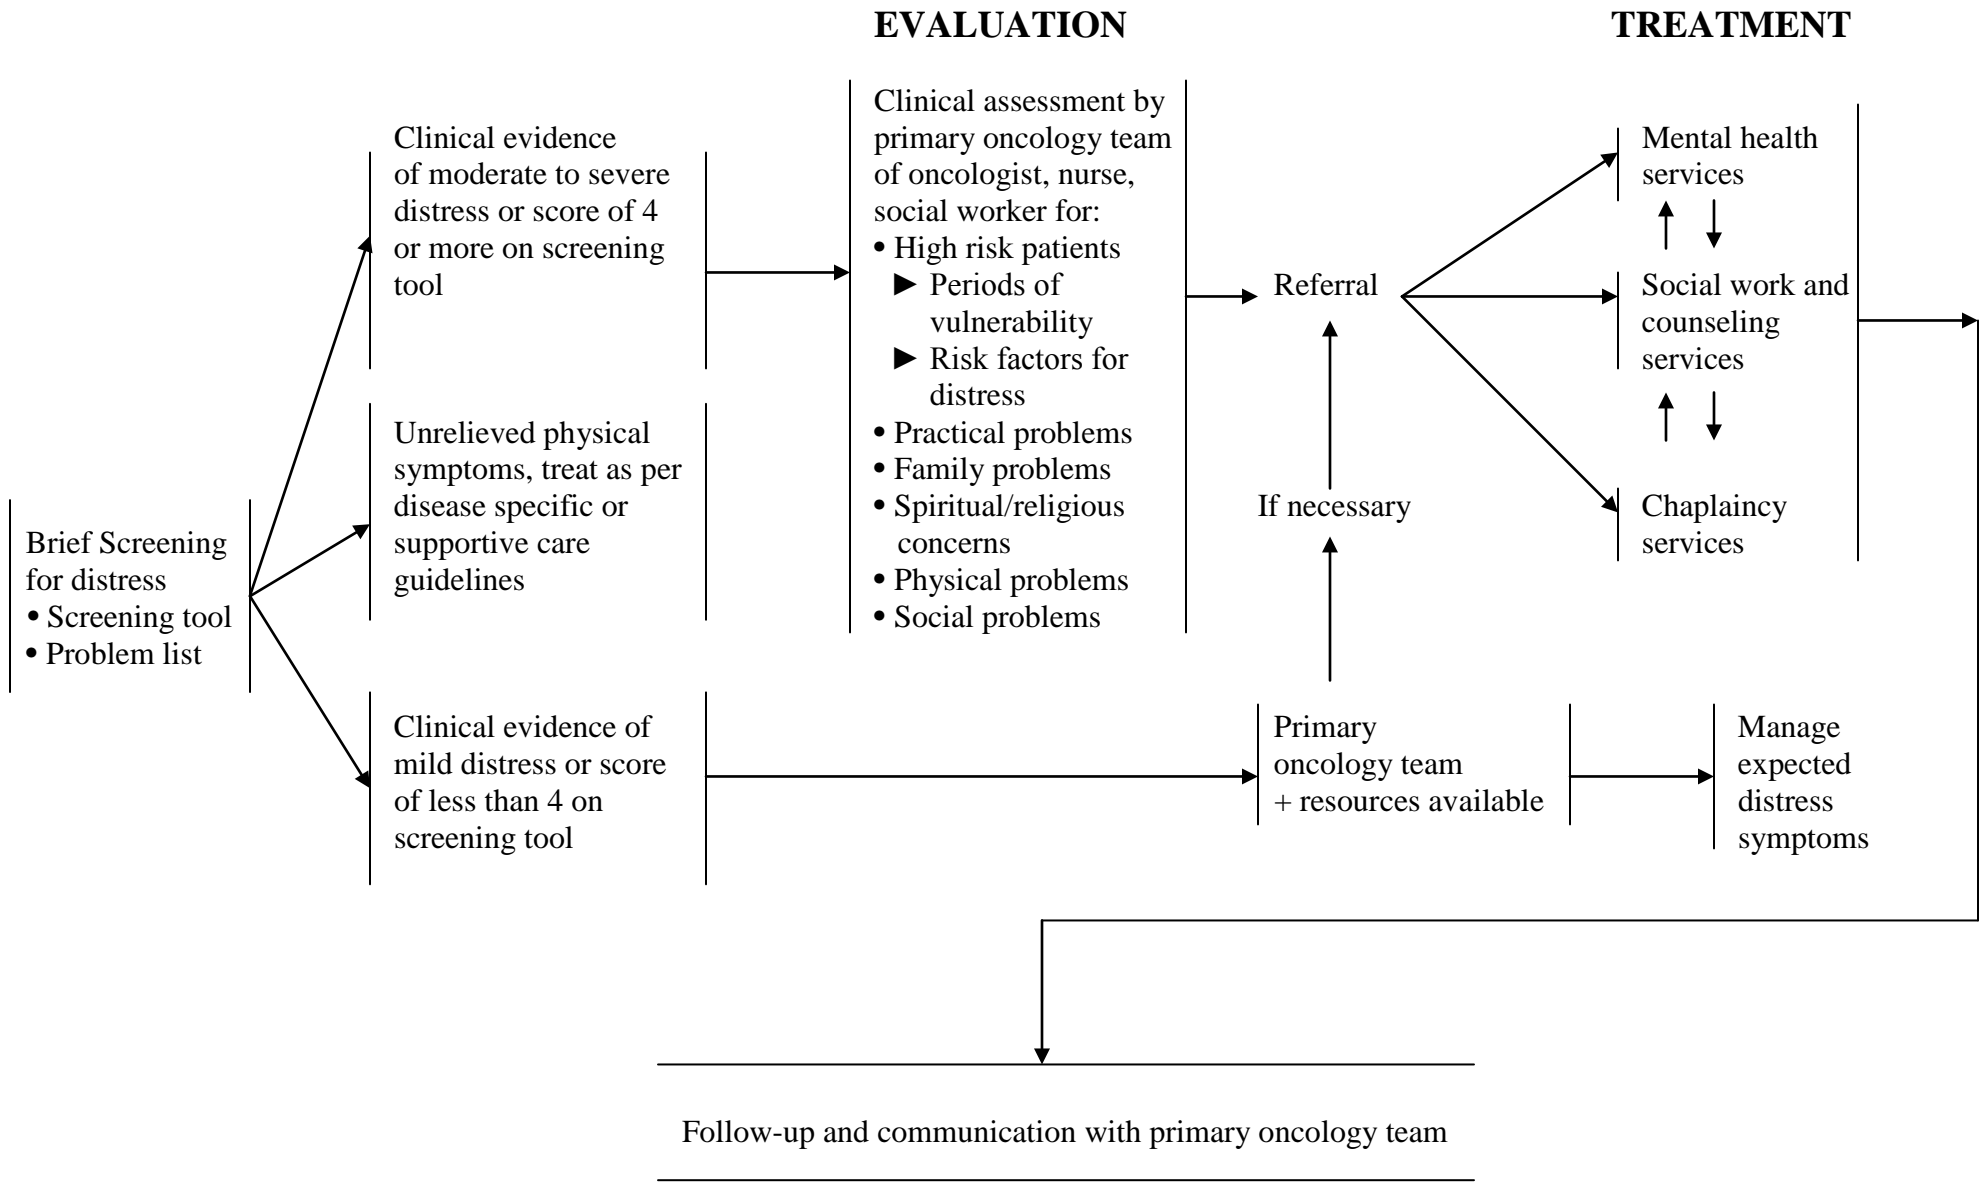 EVALUATION
TREATMENT
Brief Screening
for distress
• Screening tool
• Problem list
Clinical evidence
of moderate to severe
distress or score of 4
or more on screening
tool
Unrelieved physical
symptoms, treat as per
disease specific or
supportive care
guidelines
Clinical evidence of
mild distress or score
of less than 4 on
screening tool
Clinical assessment by
primary oncology team
of oncologist, nurse,
social worker for:
• High risk patients
► Periods of
vulnerability
► Risk factors for
distress
• Practical problems
• Family problems
• Spiritual/religious
concerns
• Physical problems
• Social problems
Referral
If necessary
Primary
oncology team
+ resources available
Mental health
services
Social work and
counseling
services
Chaplaincy
services
Manage
expected
distress
symptoms
Follow-up and communication with primary oncology team